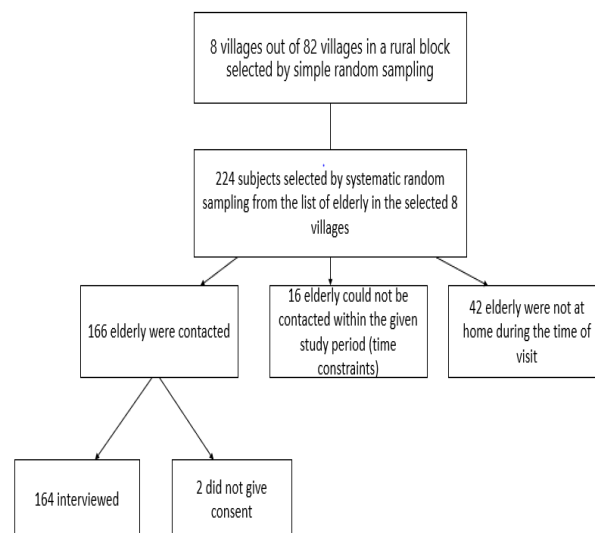 8 villages out of 82 villages in a rural block
selected by simple random sampling
224 subjects selected by systematic random
sampling from the list of elderly in the selected 8
villages
166 elderly were contacted
16 elderly could not be
contacted within the given
study period (time
constraints)
42 elderly were not at
home during the time of
visit
164 interviewed
2 did not give
consent